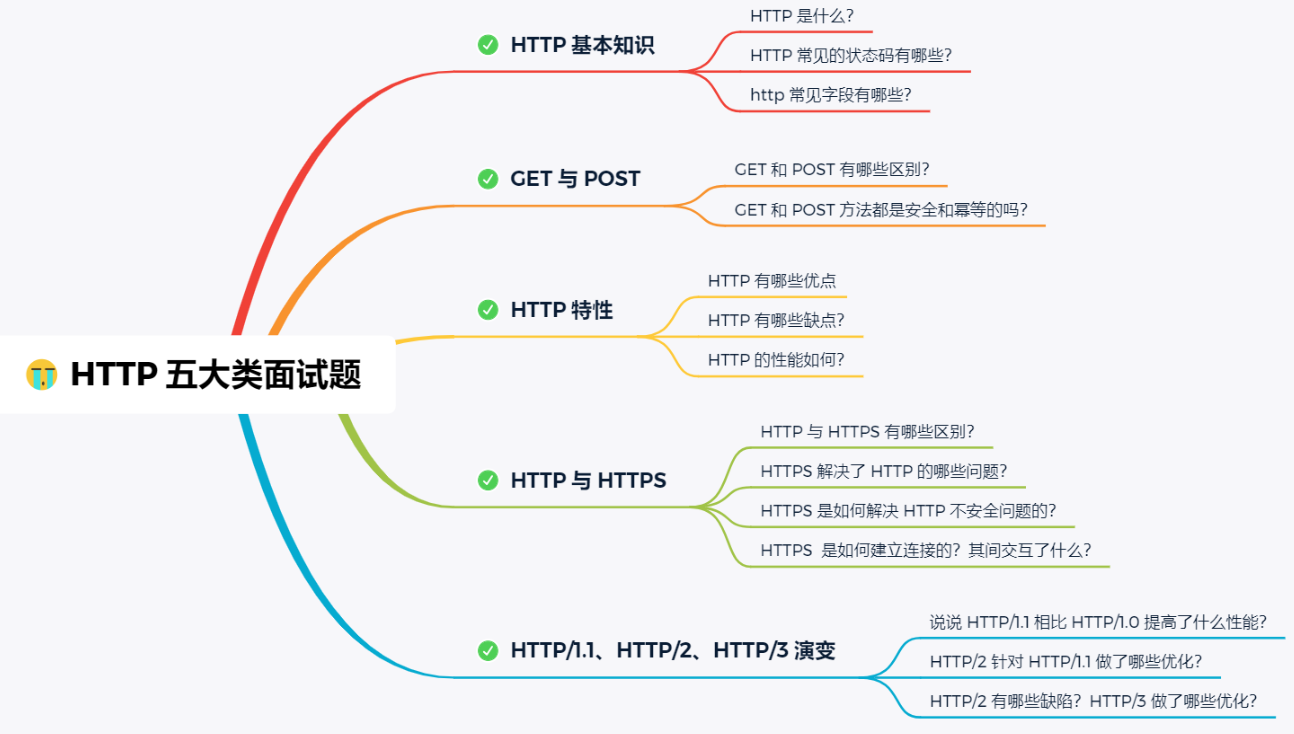 HTTP 五大类面试题
HTTP 基本知识
HTTP 是什么？
HTTP 常见的状态码有哪些？
http 常见字段有哪些？
GET 与 POST
GET 和 POST 有哪些区别？
GET 和 POST 方法都是安全和幂等的吗？
HTTP 特性
HTTP 有哪些优点
HTTP 有哪些缺点？
HTTP 的性能如何？
HTTP 与 HTTPS
HTTP 与 HTTPS 有哪些区别？
HTTPS 解决了 HTTP 的哪些问题？
HTTPS 是如何解决 HTTP 不安全问题的？
HTTPS 是如何建立连接的？其间交互了什么？
HTTP/1.1、HTTP/2、HTTP/3 演变
说说 HTTP/1.1 相比 HTTP/1.0 提高了什么性能？
HTTP/2 针对 HTTP/1.1 做了哪些优化？
HTTP/2 有哪些缺陷？HTTP/3 做了哪些优化？